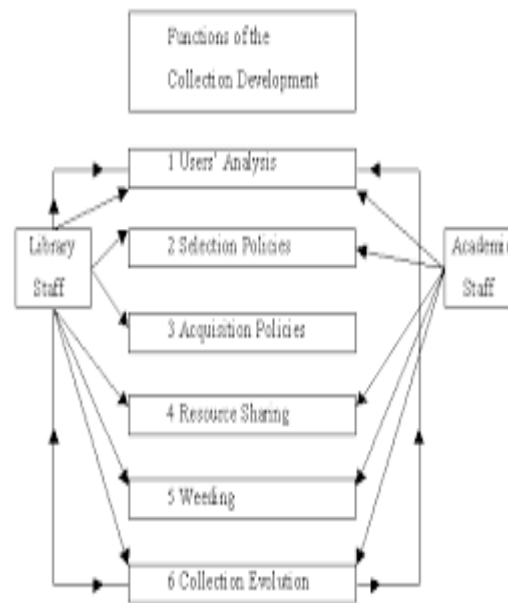 Functions of the
Collection Development
1 Users' Analysis
Library
Staff
2 Selection Policies
Academic
Staff
3 Acquisition Policies
4 Resource Sharing
5 Weeding
6 Collection Evolution